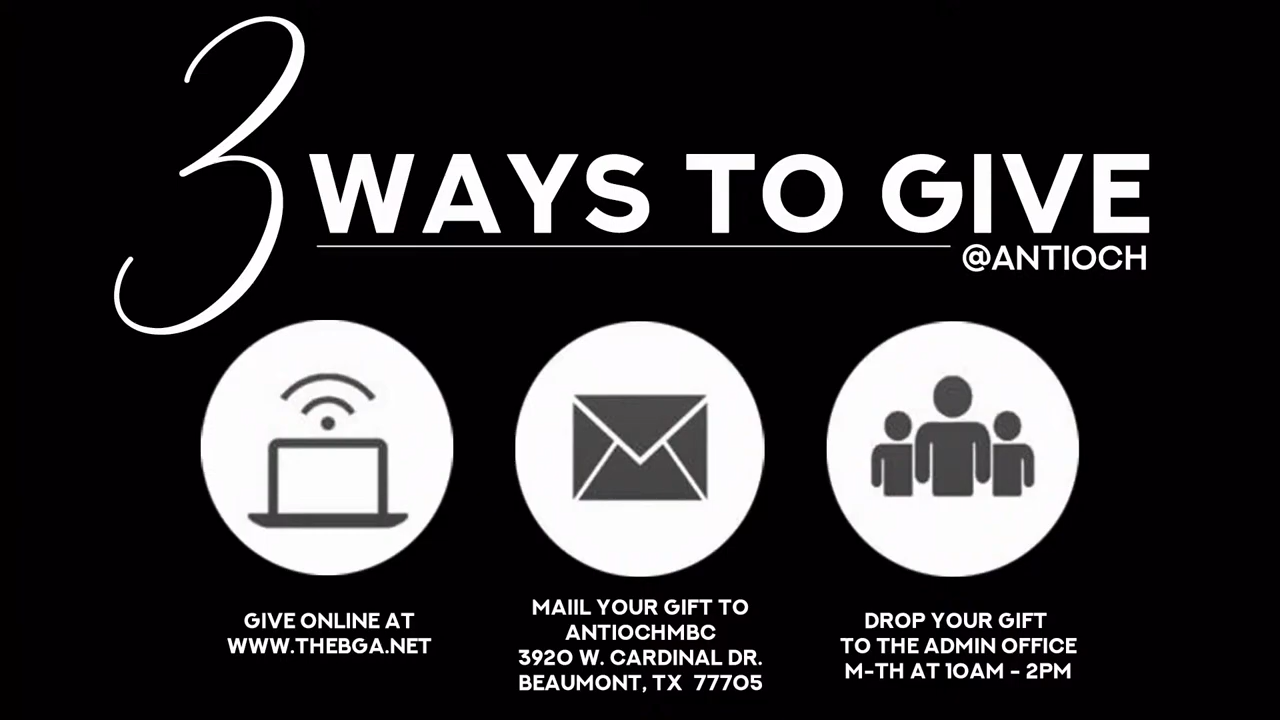 3 WAYS TO GIVE
@ANTIOCH
GIVE ONLINE AT
WWW.THEBGA.NET
MAIIL YOUR GIFT TO
ANTIOCHMBC
3920 W. CARDINAL DR.
BEAUMONT, TX 77705
DROP YOUR GIFT
TO THE ADMIN OFFICE
M-TH AT 10AM - 2PM